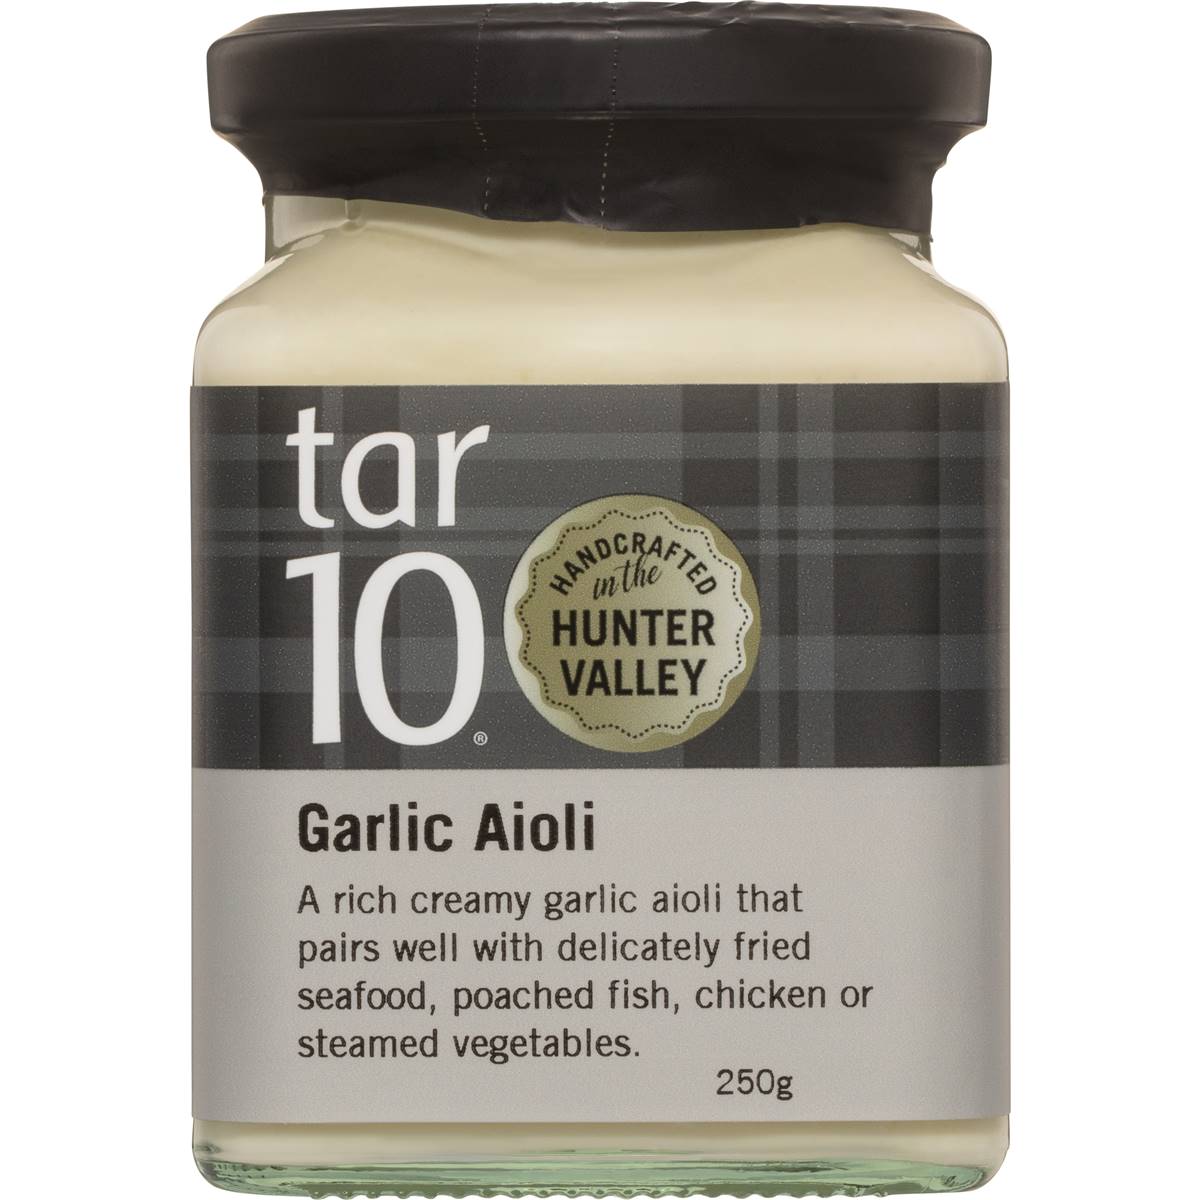 tar
10®
HANDCRAFTED
in the
HUNTER
VALLEY
Garlic Aioli
A rich creamy garlic aioli that
pairs well with delicately fried
seafood, poached fish, chicken or
steamed vegetables.
250g